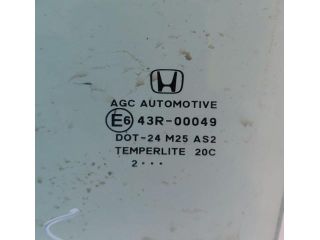 AGC AUTOMOTIVE
E6 43R-00049
DOT-24 M25 AS2
TEMPERLITE 20C
2···